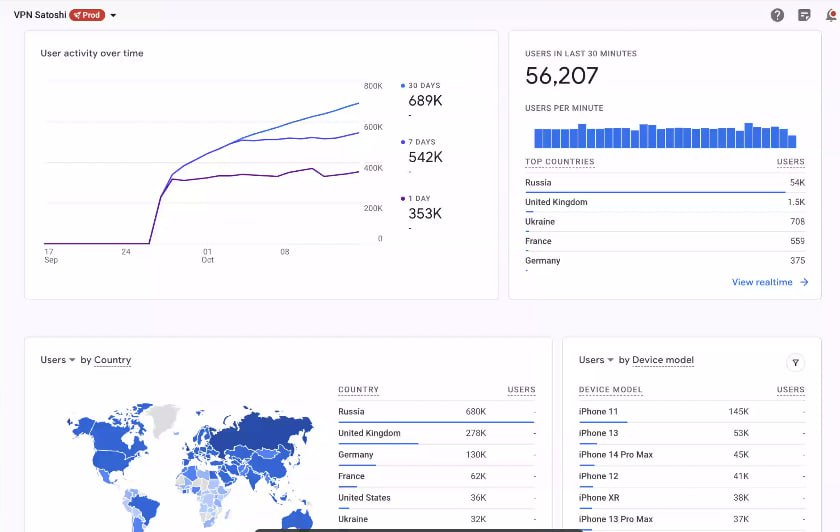 VPN Satoshi Prod
User activity over time
800K
600K
400K
200K
0
17 Sep
24
01 Oct
08
30 DAYS
689K
-
7 DAYS
542K
-
1 DAY
353K
-
USERS IN LAST 30 MINUTES
56,207
USERS PER MINUTE
TOP COUNTRIES USERS
Russia 54K
United Kingdom 1.5K
Ukraine 708
France 559
Germany 375
View realtime
Users by Country
COUNTRY USERS
Russia 680K -
United Kingdom 278K -
Germany 130K -
France 62K -
United States 36K -
Ukraine 32K -
Users by Device model
DEVICE MODEL USERS
iPhone 11 145K -
iPhone 13 53K -
iPhone 14 Pro Max 45K -
iPhone 12 41K -
iPhone XR 38K -
iPhone 13 Pro Max 37K -